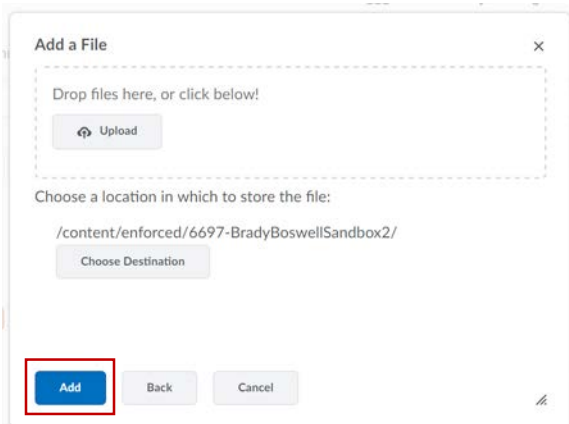 Add a File
Drop files here, or click below!
Upload
Choose a location in which to store the file:
/content/enforced/6697-BradyBoswellSandbox2/
Choose Destination
Add Back Cancel